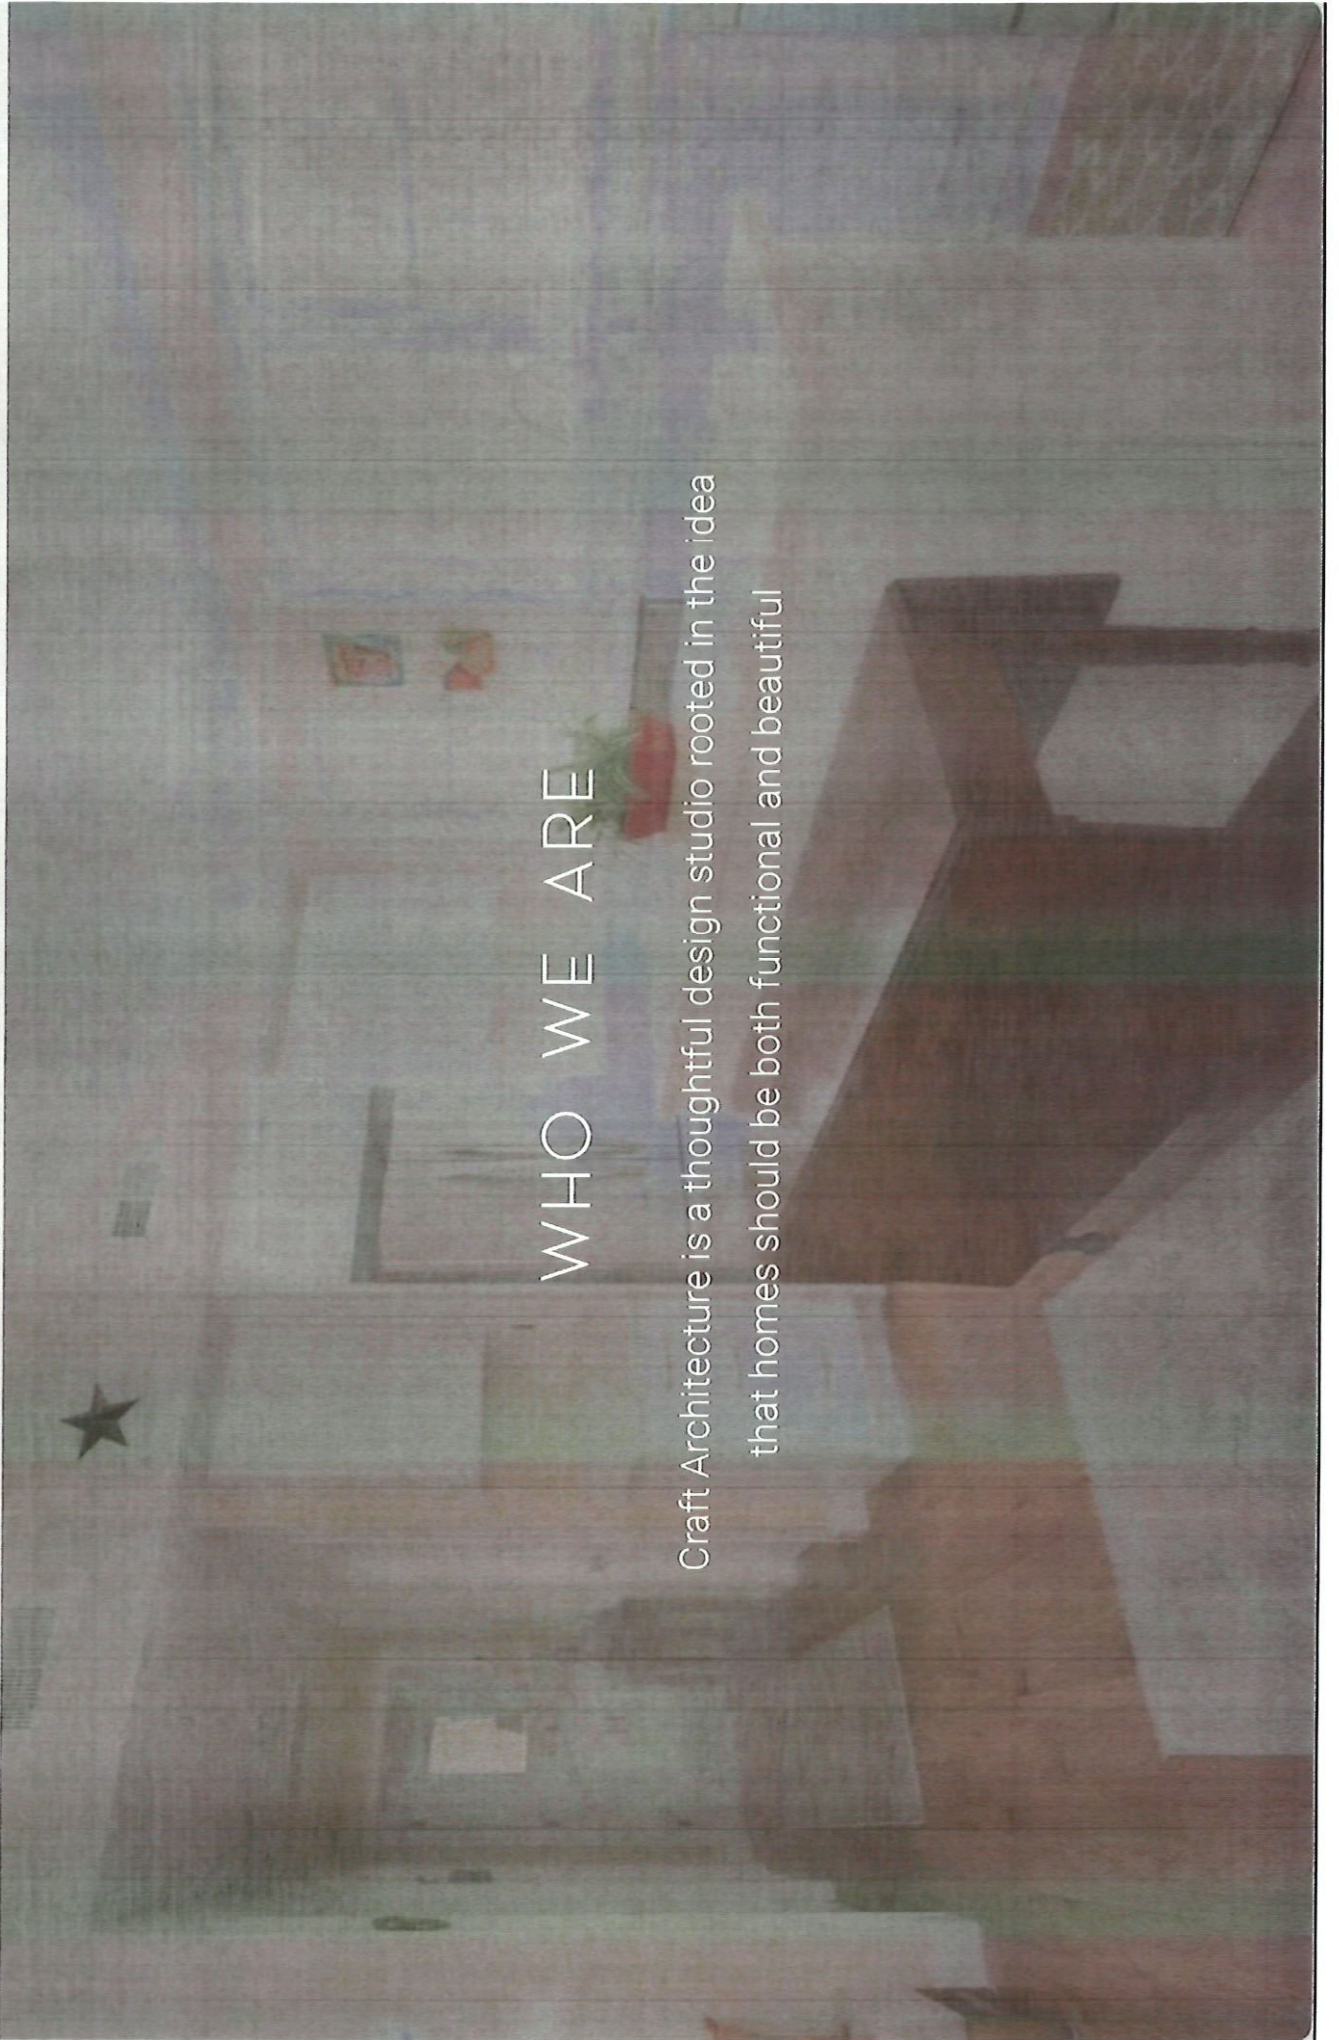 WHO WE ARE
Craft Architecture is a thoughtful design studio rooted in the idea
that homes should be both functional and beautiful